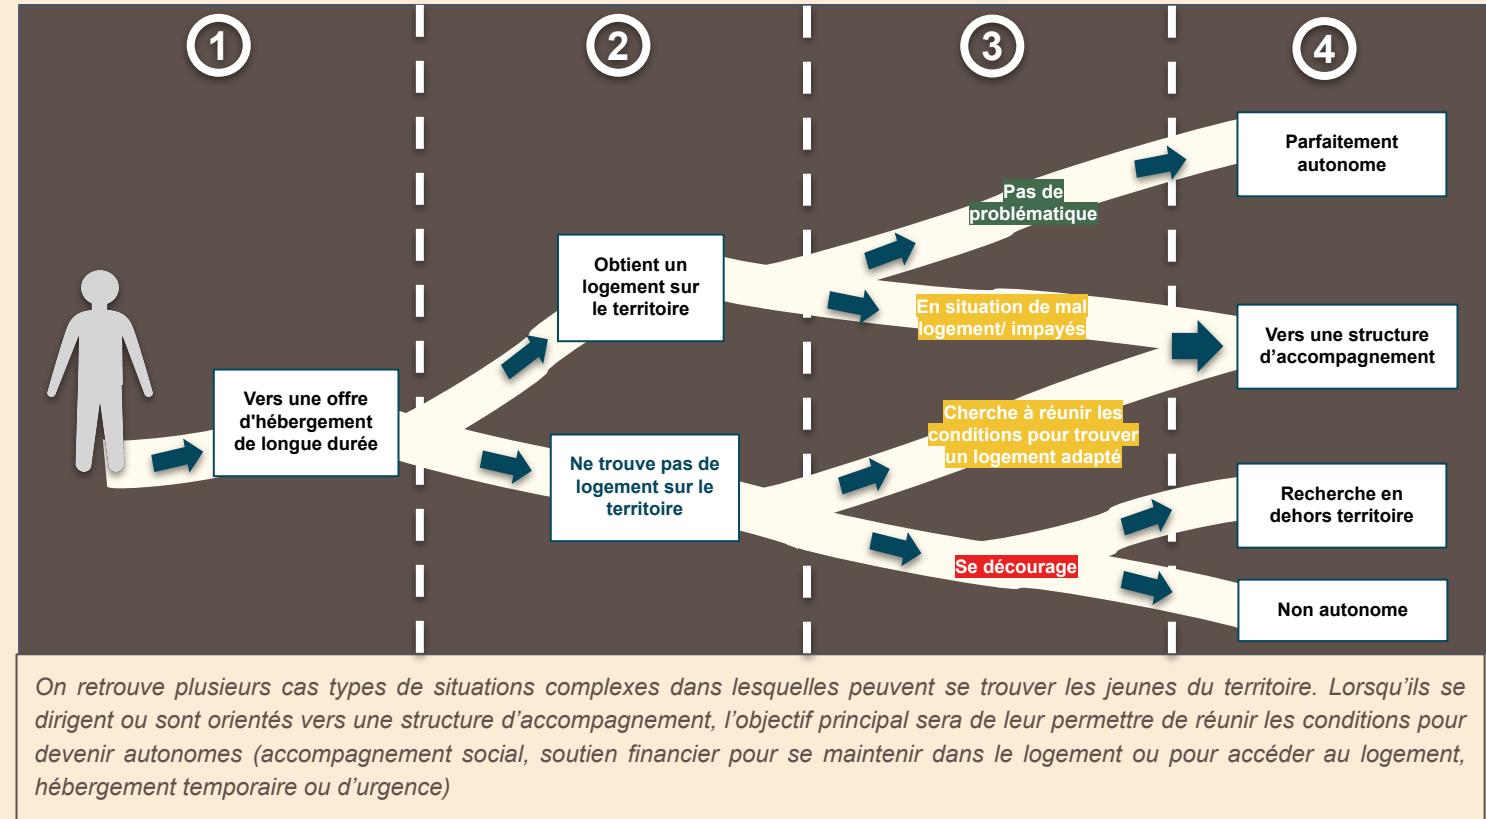 1
2
3
4
Vers une offre
d'hébergement
de longue durée
Obtient un
logement sur
le territoire
Ne trouve pas de
logement sur le
territoire
Pas de
problématique
En situation de mal
logement/ impayés
Cherche à réunir les
conditions pour trouver
un logement adapté
Se décourage
Parfaitement
autonome
Vers une structure
d’accompagnement
Recherche en
dehors territoire
Non autonome
On retrouve plusieurs cas types de situations complexes dans lesquelles peuvent se trouver les jeunes du territoire. Lorsqu’ils se
dirigent ou sont orientés vers une structure d’accompagnement, l’objectif principal sera de leur permettre de réunir les conditions pour
devenir autonomes (accompagnement social, soutien financier pour se maintenir dans le logement ou pour accéder au logement,
hébergement temporaire ou d’urgence)